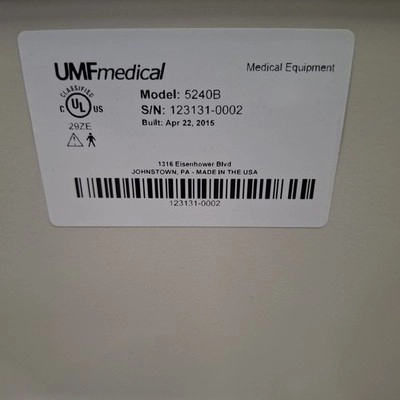 UMFmedical
Medical Equipment
CLASSIFIED
C UL US
29ZE
Model: 5240B
S/N: 123131-0002
Built: Apr 22, 2015
1316 Eisenhower Blvd
JOHNSTOWN, PA - MADE IN THE USA
123131-0002